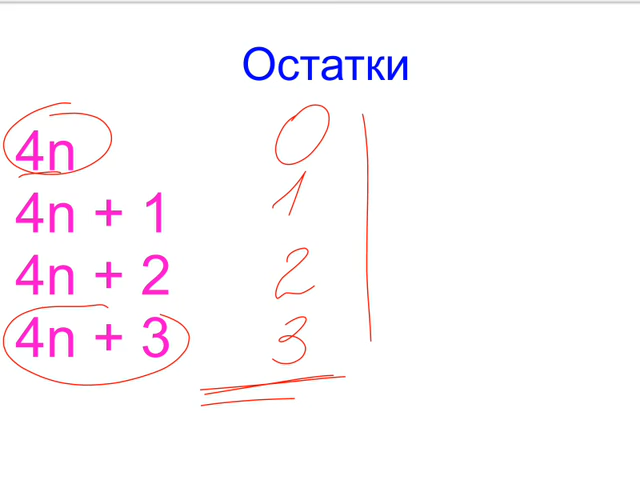 Остатки
4n 0
4n + 1 1
4n + 2 2
4n + 3 3